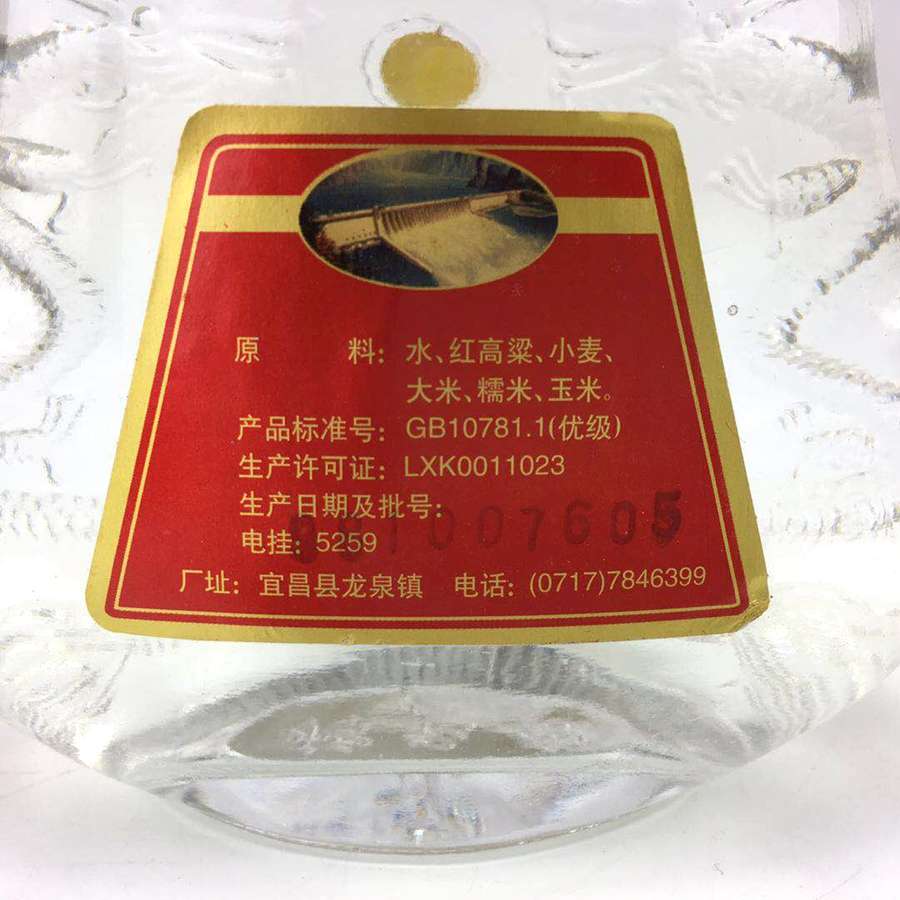 原 料：水、红高粱、小麦、
大米、糯米、玉米。
产品标准号：GB10781.1(优级)
生产许可证：LXK0011023
生产日期及批号：
电挂：5259
厂址：宜昌县龙泉镇 电话：(0717)7846399